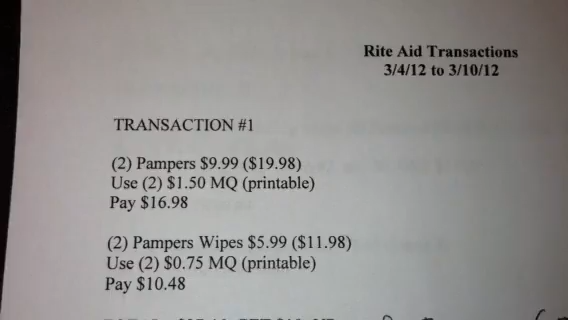 Rite Aid Transactions
3/4/12 to 3/10/12
TRANSACTION #1
(2) Pampers $9.99 ($19.98)
Use (2) $1.50 MQ (printable)
Pay $16.98
(2) Pampers Wipes $5.99 ($11.98)
Use (2) $0.75 MQ (printable)
Pay $10.48